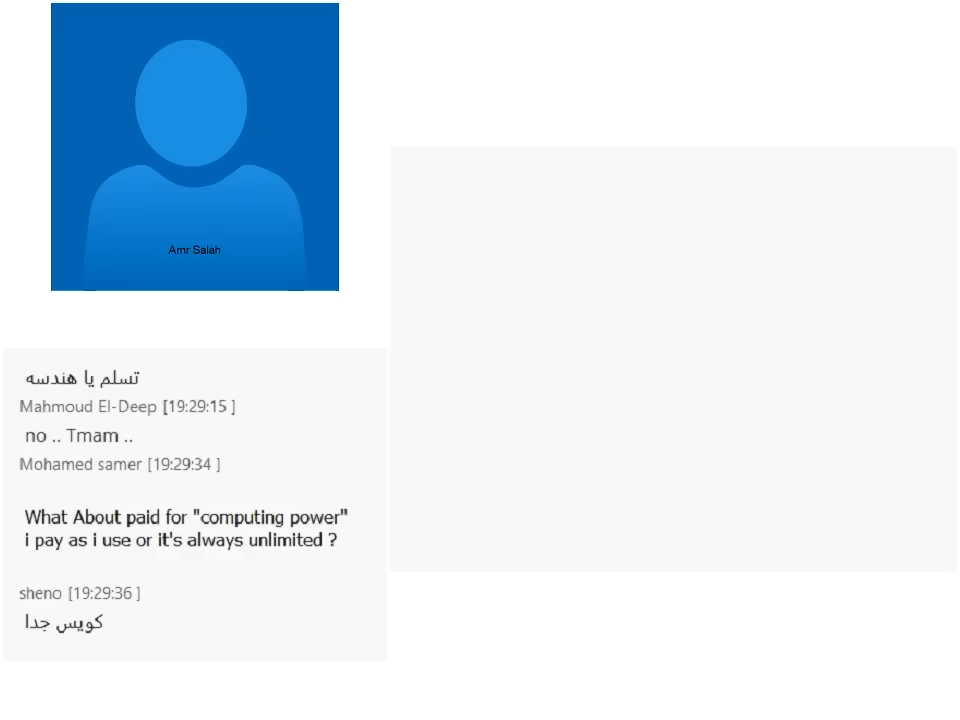 Amr Salah
تسلم يا هندسه
Mahmoud El-Deep [19:29:15 ]
no .. Tmam ..
Mohamed samer [19:29:34 ]
What About paid for "computing power"
i pay as i use or it's always unlimited ?
sheno [19:29:36 ]
كويس جدا